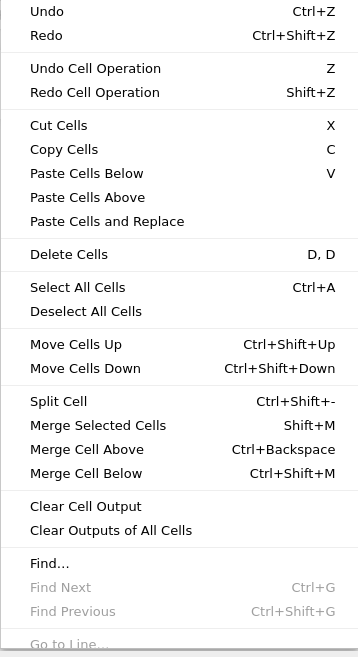 Undo Ctrl+Z
Redo Ctrl+Shift+Z
Undo Cell Operation Z
Redo Cell Operation Shift+Z
Cut Cells X
Copy Cells C
Paste Cells Below V
Paste Cells Above
Paste Cells and Replace
Delete Cells D, D
Select All Cells Ctrl+A
Deselect All Cells
Move Cells Up Ctrl+Shift+Up
Move Cells Down Ctrl+Shift+Down
Split Cell Ctrl+Shift+-
Merge Selected Cells Shift+M
Merge Cell Above Ctrl+Backspace
Merge Cell Below Ctrl+Shift+M
Clear Cell Output
Clear Outputs of All Cells
Find…
Find Next Ctrl+G
Find Previous Ctrl+Shift+G
Go to Line…